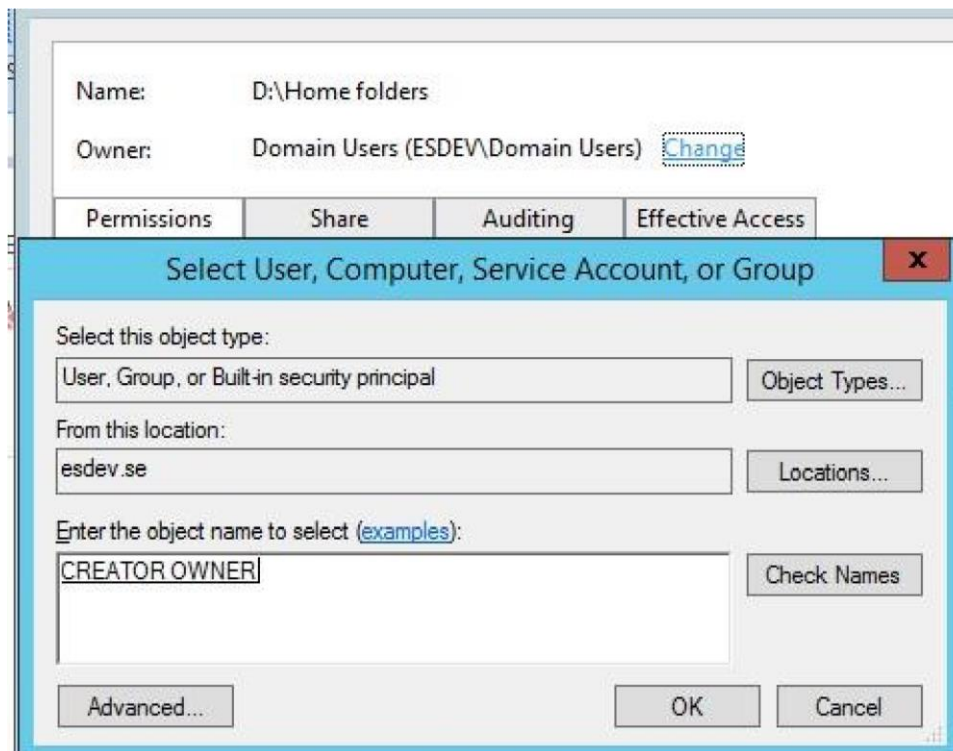 Name: D:\Home folders
Owner: Domain Users (ESDEV\Domain Users) Change
Permissions Share Auditing Effective Access
Select User, Computer, Service Account, or Group
x
Select this object type:
User, Group, or Built-in security principal
Object Types...
From this location:
esdev.se
Locations...
Enter the object name to select (examples):
CREATOR OWNER
Check Names
Advanced...
OK
Cancel